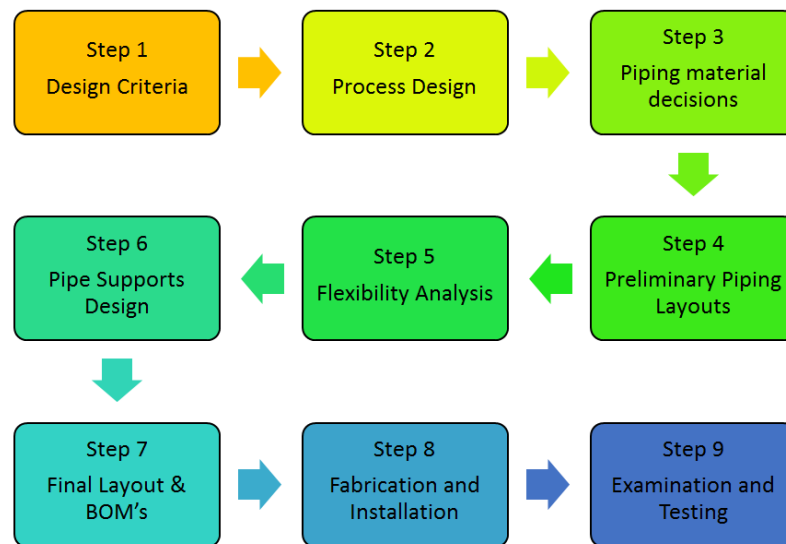 Step 1
Design Criteria
Step 2
Process Design
Step 3
Piping material
decisions
Step 4
Preliminary Piping
Layouts
Step 5
Flexibility Analysis
Step 6
Pipe Supports
Design
Step 7
Final Layout &
BOM’s
Step 8
Fabrication and
Installation
Step 9
Examination and
Testing